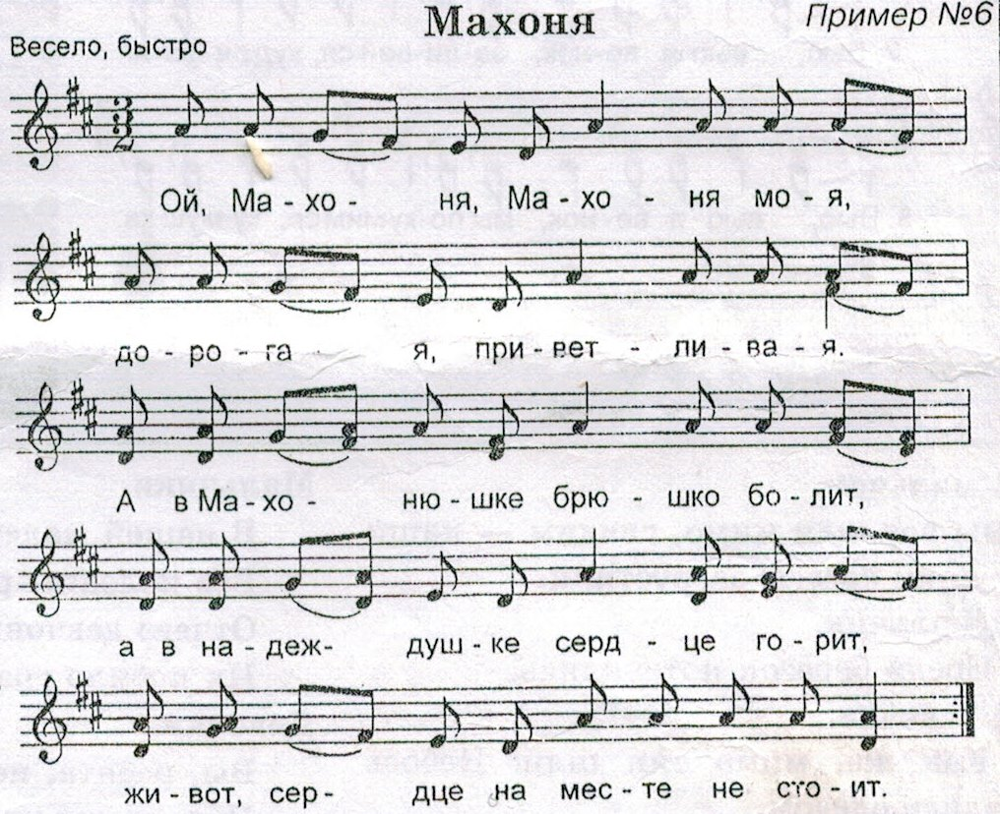 Махоня
Пример №6
Весело, быстро
3
3
2
Ой, Ма - хо - ня, Ма - хо - ня мо - я,
до - ро - га я, при - вет - ли - ва - я.
А в Ма - хо - ню - шке брю - шко бо - лит,
а в на - деж- душ - ке серд - це го - рит,
жи - вот, сер- дце на мес - те не сто - ит.